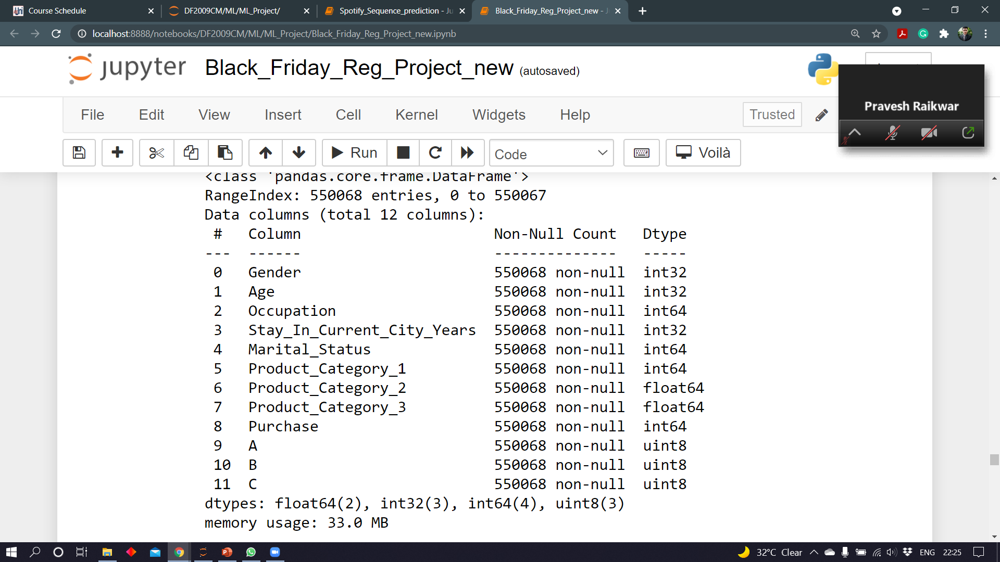 Course Schedule
DF2009CM/ML/ML_Project/
Spotify_Sequence_prediction - Ju
Black_Friday_Reg_Project_new - J
localhost:8888/notebooks/DF2009CM/ML/ML_Project/Black_Friday_Reg_Project_new.ipynb
jupyter Black_Friday_Reg_Project_new (autosaved)
Pravesh Raikwar
File Edit View Insert Cell Kernel Widgets Help Trusted
Run Code Voilà
<class 'pandas.core.frame.DataFrame'>
RangeIndex: 550068 entries, 0 to 550067
Data columns (total 12 columns):
# Column Non-Null Count Dtype
--- ------ -------------- -----
0 Gender 550068 non-null int32
1 Age 550068 non-null int32
2 Occupation 550068 non-null int64
3 Stay_In_Current_City_Years 550068 non-null int32
4 Marital_Status 550068 non-null int64
5 Product_Category_1 550068 non-null int64
6 Product_Category_2 550068 non-null float64
7 Product_Category_3 550068 non-null float64
8 Purchase 550068 non-null int64
9 A 550068 non-null uint8
10 B 550068 non-null uint8
11 C 550068 non-null uint8
dtypes: float64(2), int32(3), int64(4), uint8(3)
memory usage: 33.0 MB
32°C Clear ENG 22:25